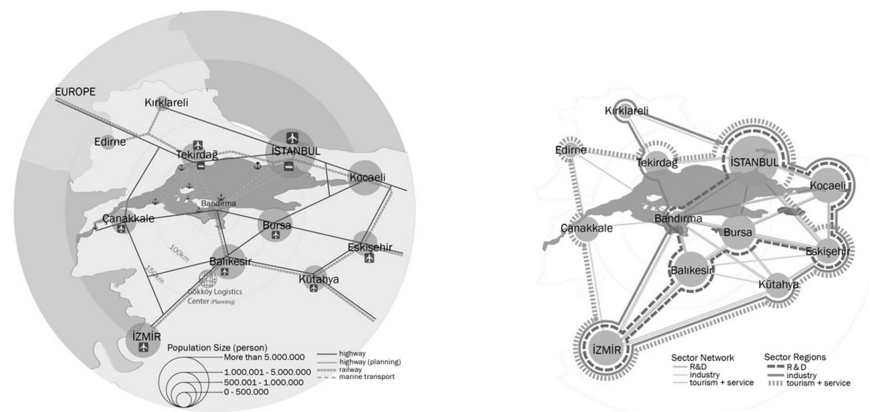 EUROPE
Kırklareli
Edirne
Tekirdağ
İSTANBUL
Kocaeli
Bandırma
Çanakkale
Bursa
Eskişehir
Balıkesir
100km
150km
Gökköy Logistics
Center (Planning)
Kütahya
İZMİR
Population Size (person)
More than 5.000.000
1.000.001 - 5.000.000
500.001 - 1.000.000
0 - 500.000
highway
highway (planning)
railway
marine transport
Kırklareli
Edirne
Tekirdağ
İSTANBUL
Kocaeli
Bandırma
Çanakkale
Bursa
Eskişehir
Balıkesir
Kütahya
İZMİR
Sector Network
R&D
industry
tourism + service
Sector Regions
R & D
industry
tourism + service